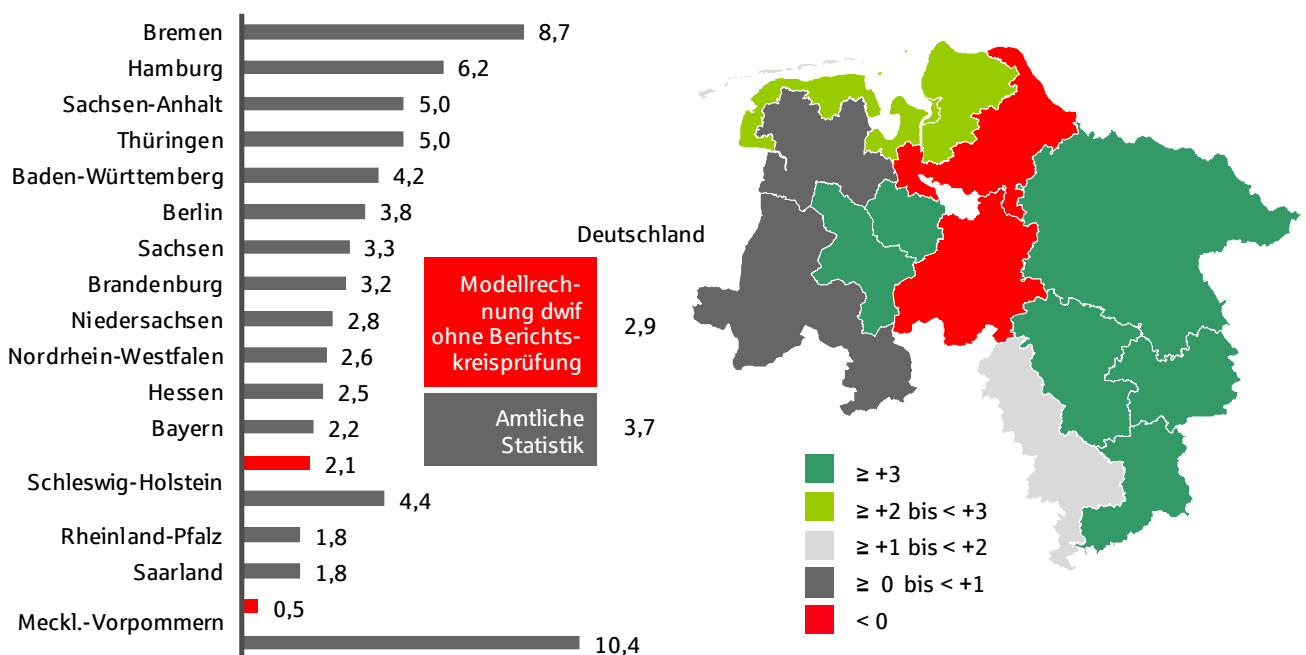 Bremen 8,7
Hamburg 6,2
Sachsen-Anhalt 5,0
Thüringen 5,0
Baden-Württemberg 4,2
Berlin 3,8
Sachsen 3,3
Brandenburg 3,2
Niedersachsen 2,8
Nordrhein-Westfalen 2,6
Hessen 2,5
Bayern 2,2
2,1
Schleswig-Holstein
4,4
Rheinland-Pfalz 1,8
Saarland 1,8
0,5
Meckl.-Vorpommern
10,4
Deutschland
Modellrech-
nung dwif
ohne Berichts-
kreisprüfung
2,9
Amtliche
Statistik
3,7
≥ +3
≥ +2 bis < +3
≥ +1 bis < +2
≥ 0 bis < +1
< 0